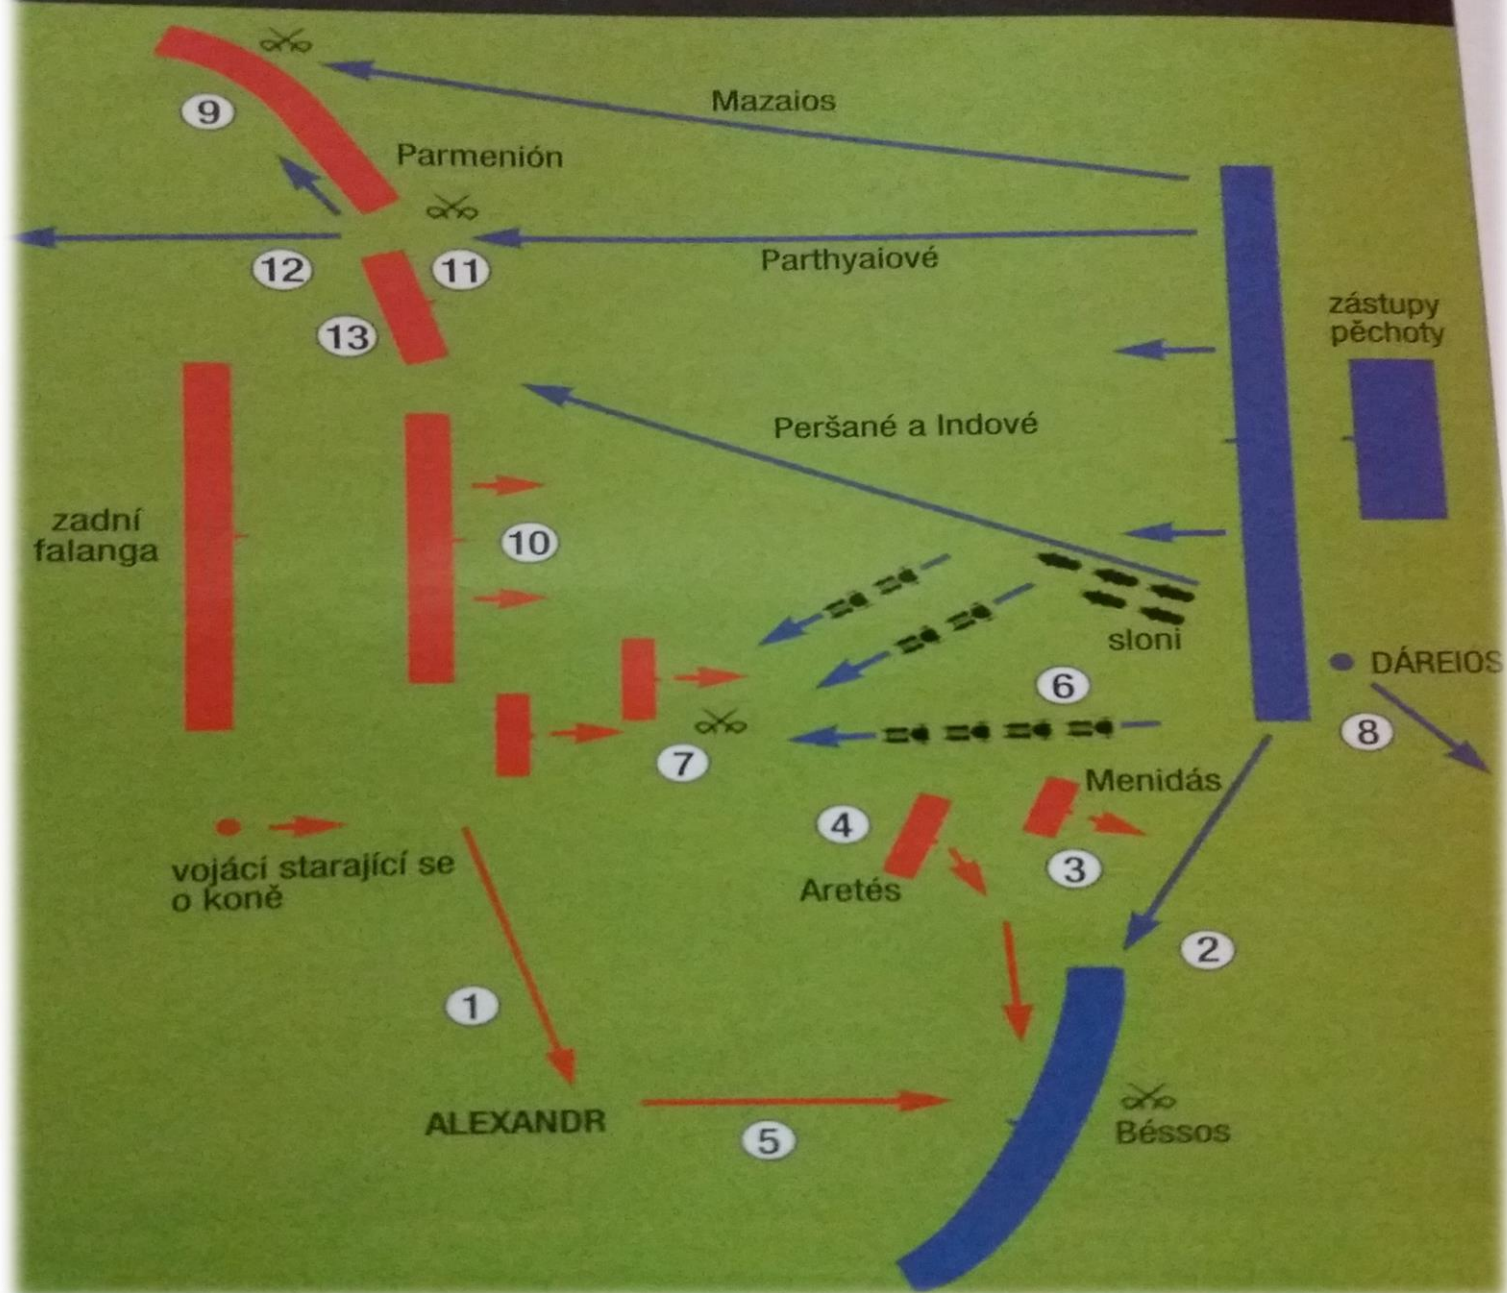 9
Mazaios
Parmenión
12
11
Parthyaiové
13
zástupy
pěchoty
Peršané a Indové
zadní
falanga
10
sloni
6
DÁREIOS
8
7
4
Menidás
3
vojáci starající se
o koně
Aretés
2
1
ALEXANDR
5
Béssos